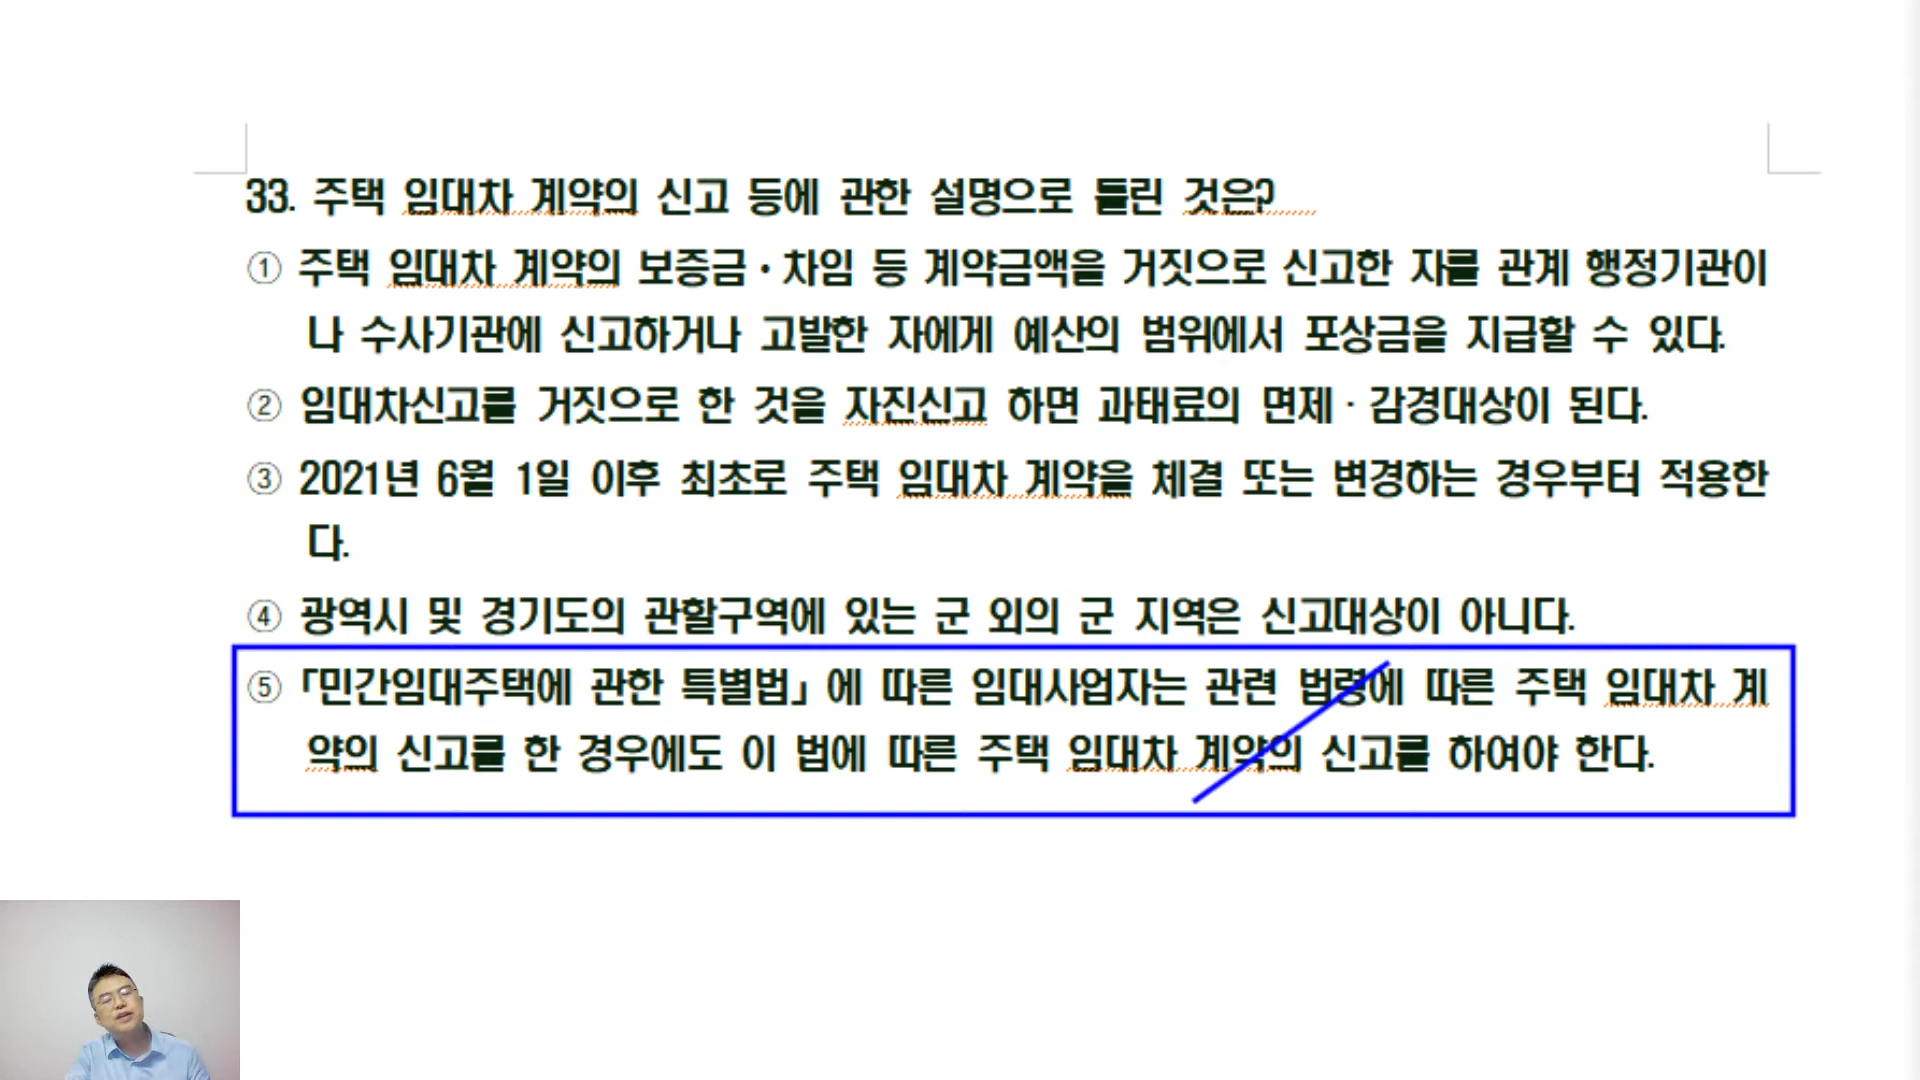 33. 주택 임대차 계약의 신고 등에 관한 설명으로 틀린 것은?
① 주택 임대차 계약의 보증금·차임 등 계약금액을 거짓으로 신고한 자를 관계 행정기관이
나 수사기관에 신고하거나 고발한 자에게 예산의 범위에서 포상금을 지급할 수 있다.
② 임대차신고를 거짓으로 한 것을 자진신고 하면 과태료의 면제·감경대상이 된다.
③ 2021년 6월 1일 이후 최초로 주택 임대차 계약을 체결 또는 변경하는 경우부터 적용한
다.
④ 광역시 및 경기도의 관할구역에 있는 군 외의 군 지역은 신고대상이 아니다.
⑤ 「민간임대주택에 관한 특별법」에 따른 임대사업자는 관련 법령에 따른 주택 임대차 계
약의 신고를 한 경우에도 이 법에 따른 주택 임대차 계약의 신고를 하여야 한다.